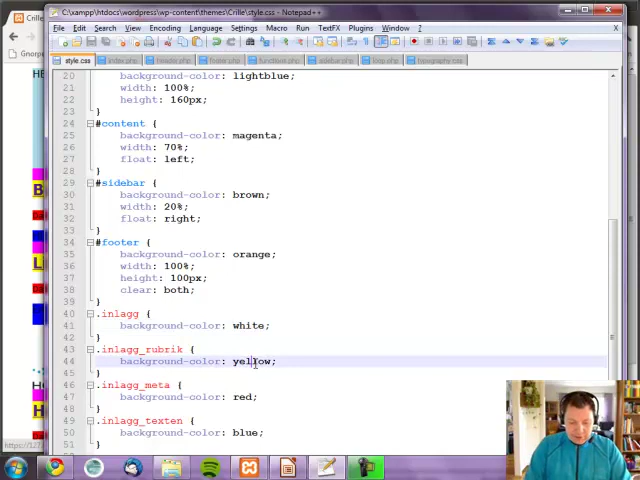 Crille
C:\xampp\htdocs\wordpress\wp-content\themes\Crille\style.css - Notepad++
File Edit Search View Encoding Language Settings Macro Run TextFX Plugins Window ? X
Gnorpe
style.css index.php header.php footer.php functions.php sidebar.php loop.php typography.css
20 background-color: lightblue;
21 width: 100%;
22 height: 160px;
23 }
24 #content {
25 background-color: magenta;
26 width: 70%;
27 float: left;
28 }
29 #sidebar {
30 background-color: brown;
31 width: 20%;
32 float: right;
33 }
34 #footer {
35 background-color: orange;
36 width: 100%;
37 height: 100px;
38 clear: both;
39 }
40 .inlagg {
41 background-color: white;
42 }
43 .inlagg_rubrik {
44 background-color: yellow;
45 }
46 .inlagg_meta {
47 background-color: red;
48 }
49 .inlagg_texten {
50 background-color: blue;
51 }
https://127.